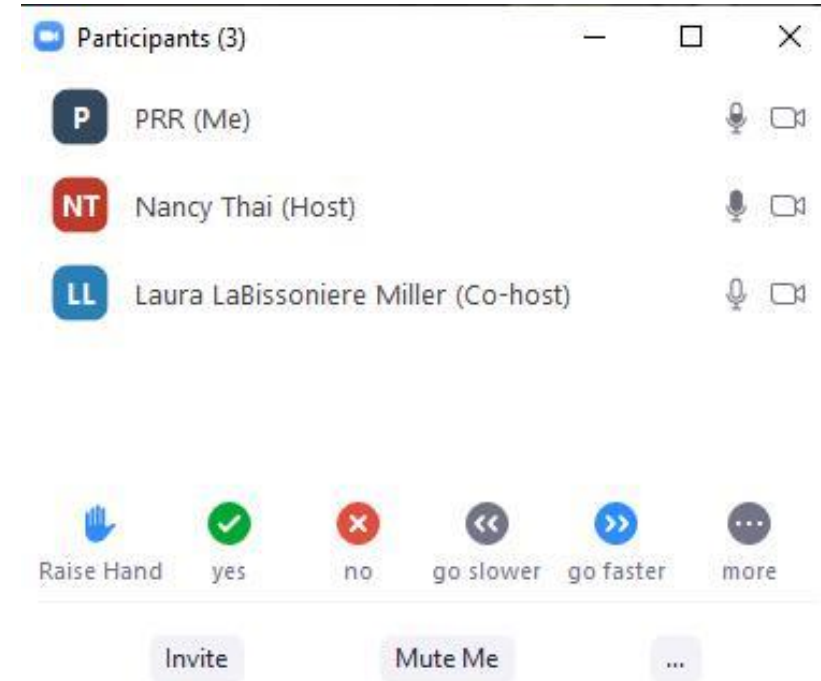 Participants (3)
P PRR (Me)
NT Nancy Thai (Host)
LL Laura LaBissoniere Miller (Co-host)
Raise Hand yes no go slower go faster more
Invite Mute Me ...